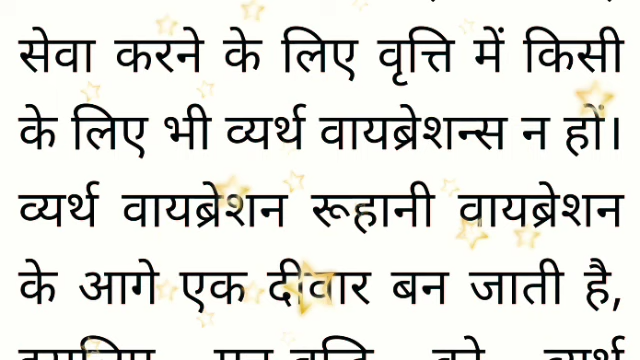 सेवा करने के लिए वृत्ति में किसी
के लिए भी व्यर्थ वायब्रेशन्स न हों।
व्यर्थ वायब्रेशन रूहानी वायब्रेशन
के आगे एक दीवार बन जाती है,